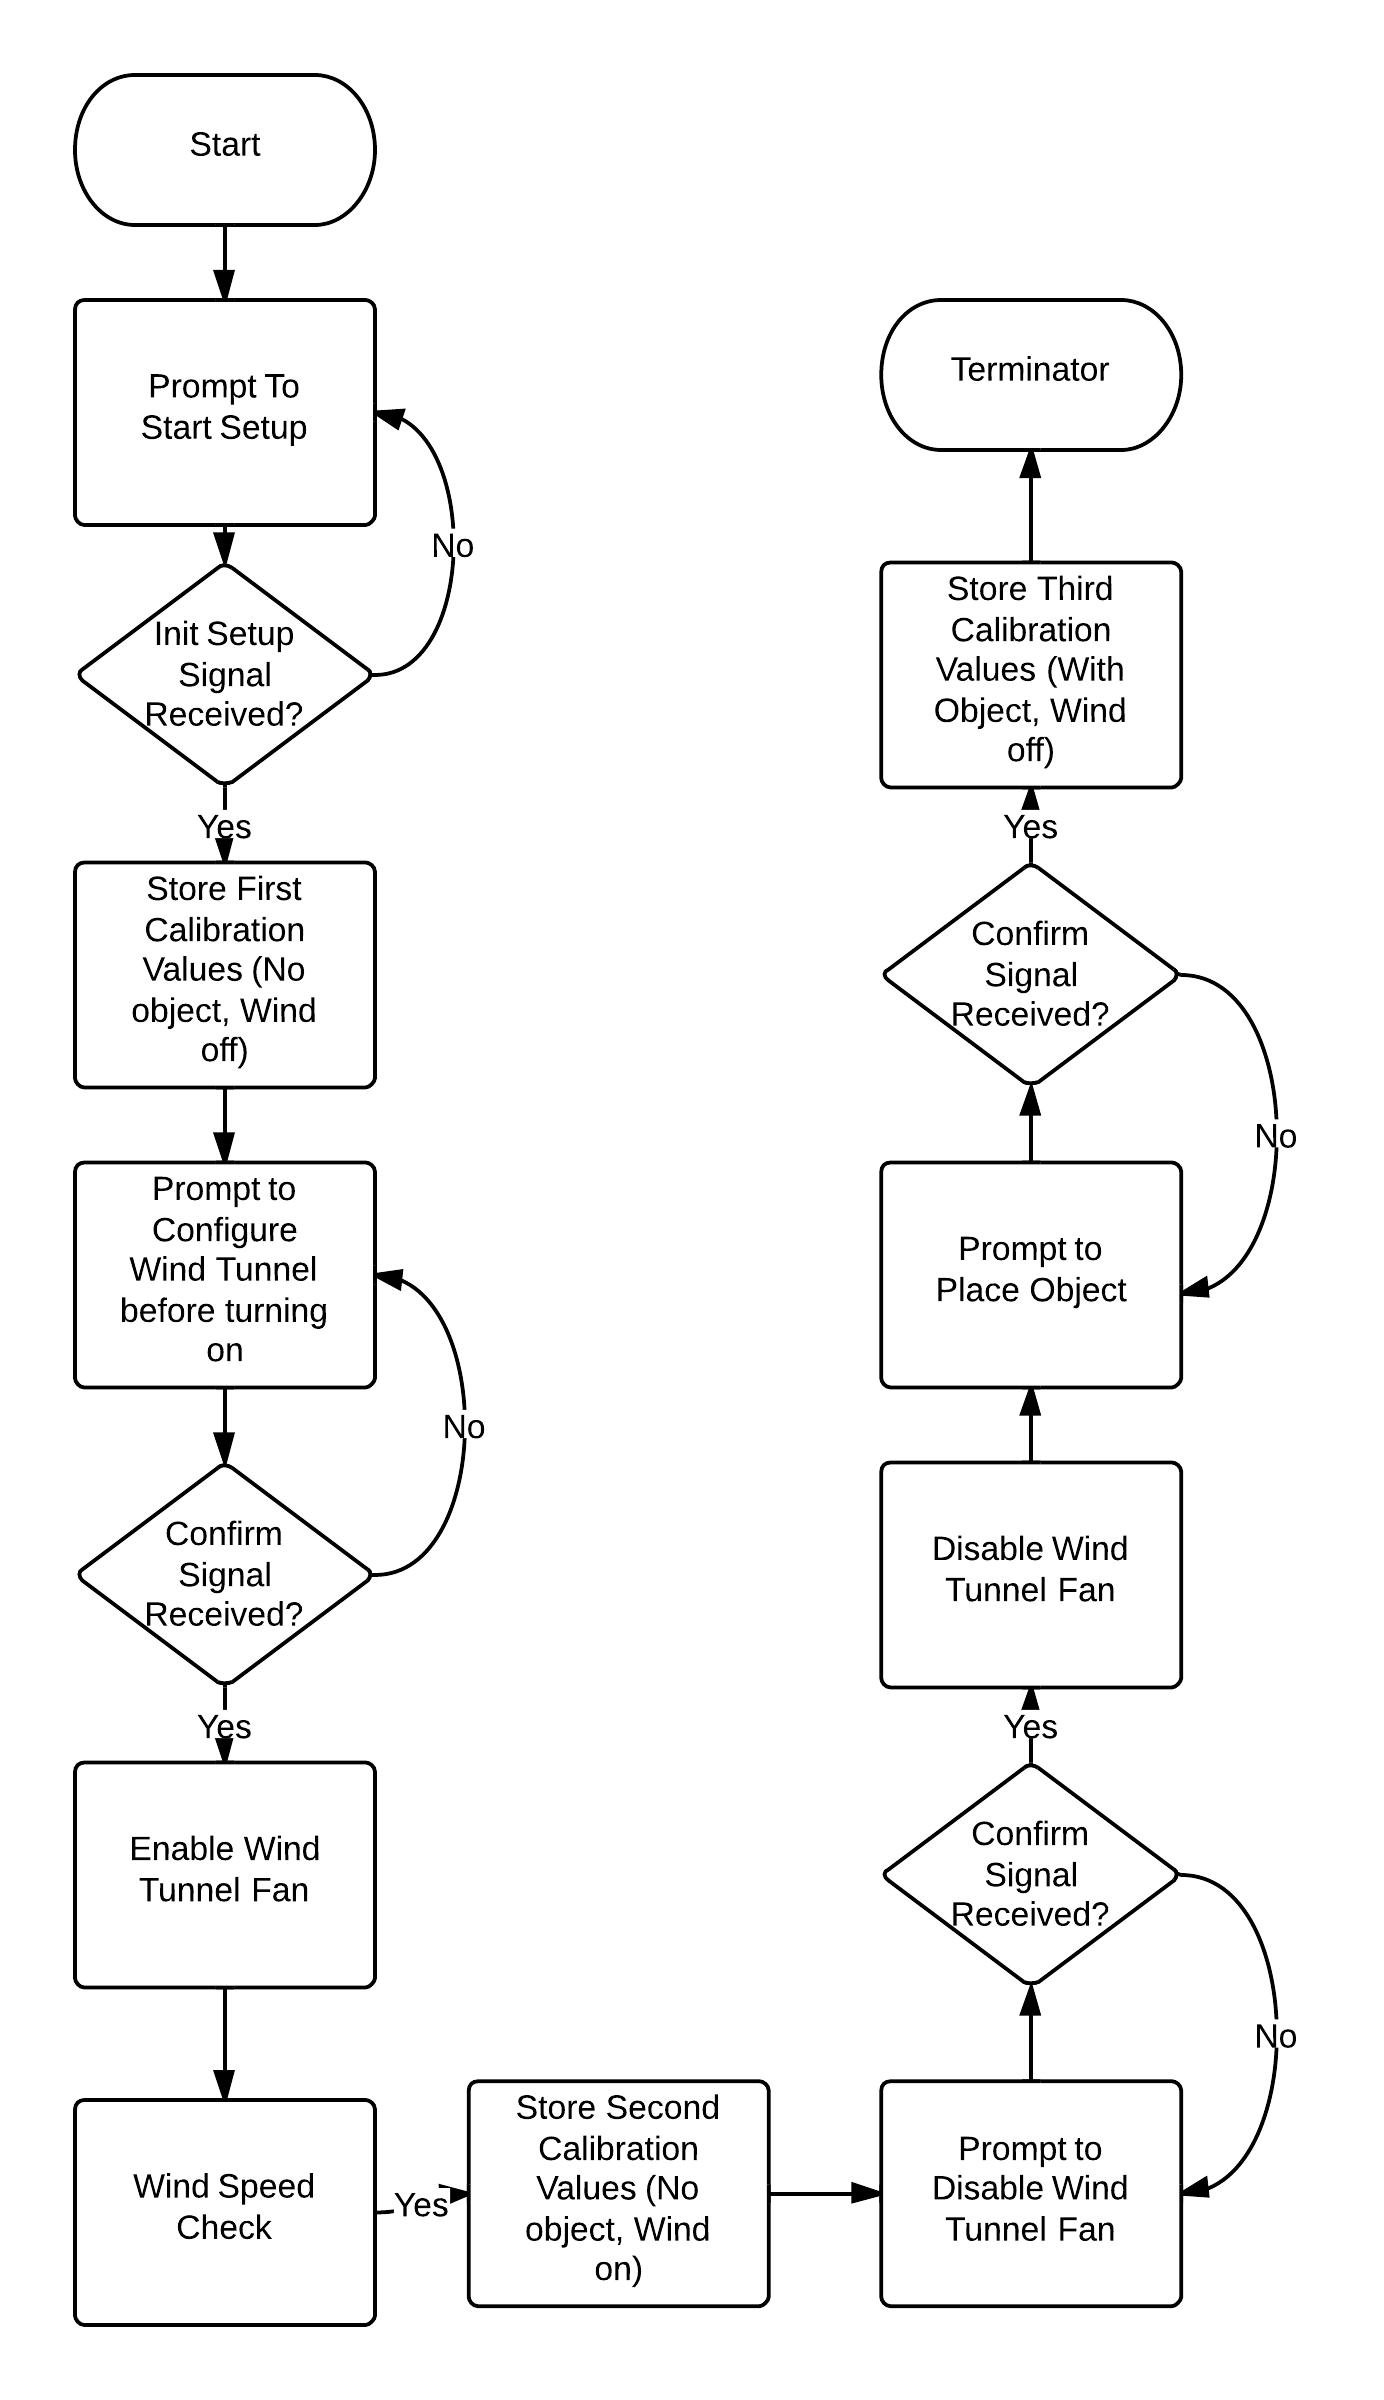 Start
Prompt To
Start Setup
No
Init Setup
Signal
Received?
Yes
Store First
Calibration
Values (No
object, Wind
off)
Prompt to
Configure
Wind Tunnel
before turning
on
No
Confirm
Signal
Received?
Yes
Enable Wind
Tunnel Fan
Wind Speed
Check
Yes
Store Second
Calibration
Values (No
object, Wind
on)
Prompt to
Disable Wind
Tunnel Fan
No
Confirm
Signal
Received?
Yes
Disable Wind
Tunnel Fan
Prompt to
Place Object
No
Confirm
Signal
Received?
Yes
Store Third
Calibration
Values (With
Object, Wind
off)
Terminator